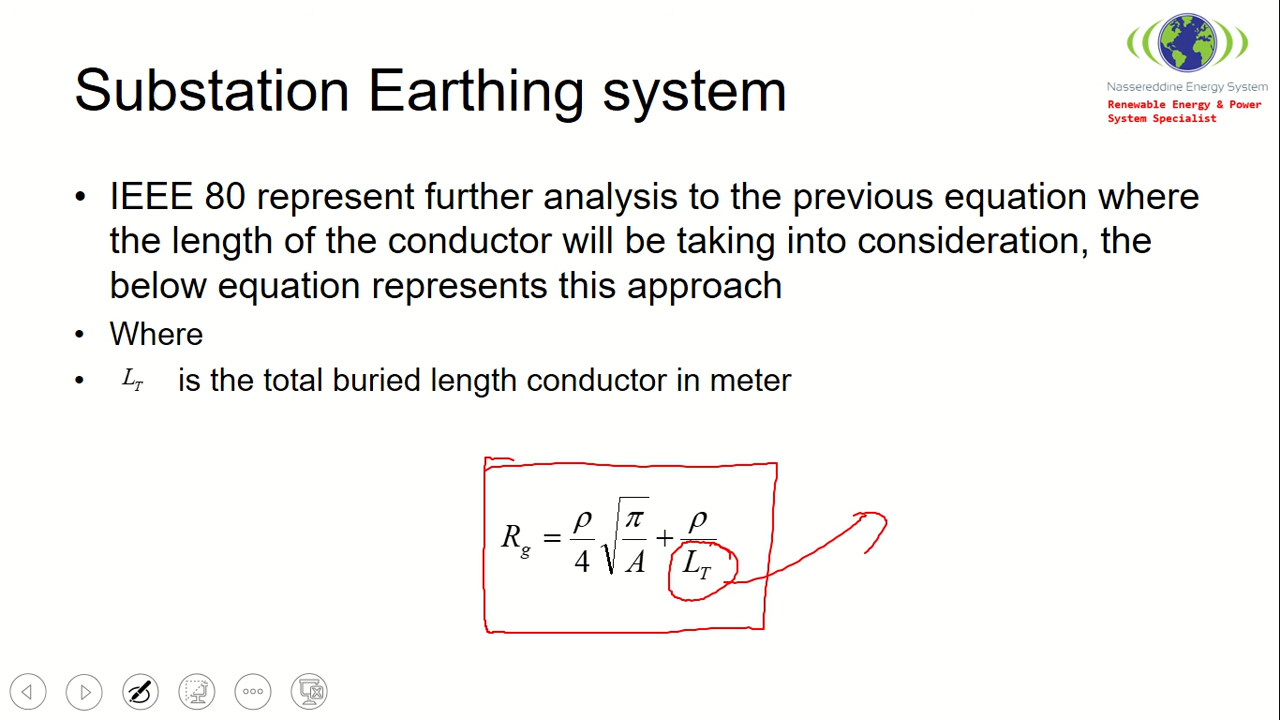 Substation Earthing system
Nassereddine Energy System
Renewable Energy & Power
System Specialist
• IEEE 80 represent further analysis to the previous equation where
the length of the conductor will be taking into consideration, the
below equation represents this approach
• Where
• L_T is the total buried length conductor in meter
R_g = ρ/4 √(π/A) + ρ/L_T